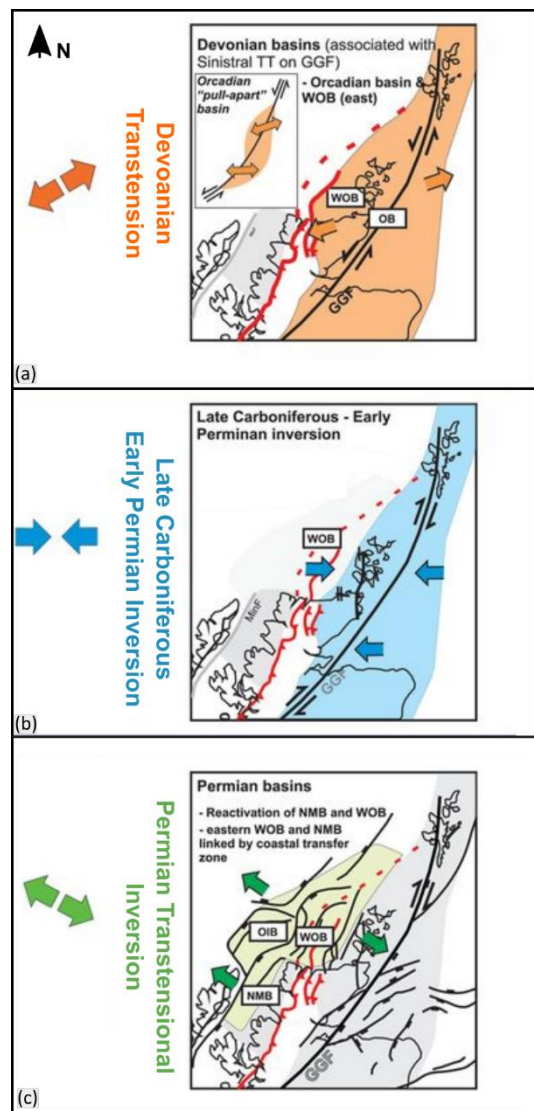 N
Devoanian
Transtension
Devonian basins (associated with
Sinistral TT on GGF)
Orcadian
"pull-apart"
basin
- Orcadian basin &
WOB (east)
WOB
OB
GGF
(a)
Late Carboniferous
Early Permian Inversion
Late Carboniferous - Early
Perminan inversion
WOB
MinF
GGF
(b)
Permian Transtensional
Inversion
Permian basins
- Reactivation of NMB and WOB
- eastern WOB and NMB
linked by coastal transfer
zone
OIB
WOB
NMB
GGF
(c)